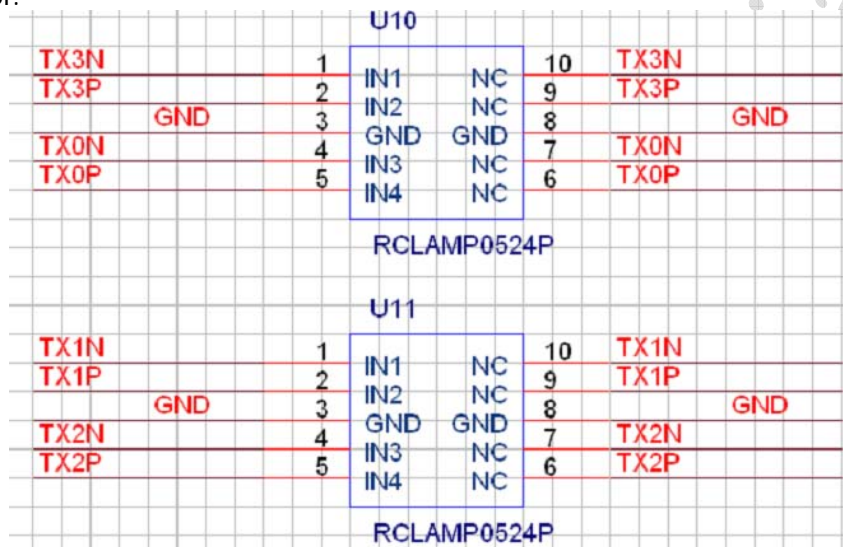 or.
U10
TX3N 1 IN1 NC 10 TX3N
TX3P 2 IN2 NC 9 TX3P
GND 3 GND GND 8 GND
TX0N 4 IN3 NC 7 TX0N
TX0P 5 IN4 NC 6 TX0P
RCLAMP0524P
U11
TX1N 1 IN1 NC 10 TX1N
TX1P 2 IN2 NC 9 TX1P
GND 3 GND GND 8 GND
TX2N 4 IN3 NC 7 TX2N
TX2P 5 IN4 NC 6 TX2P
RCLAMP0524P